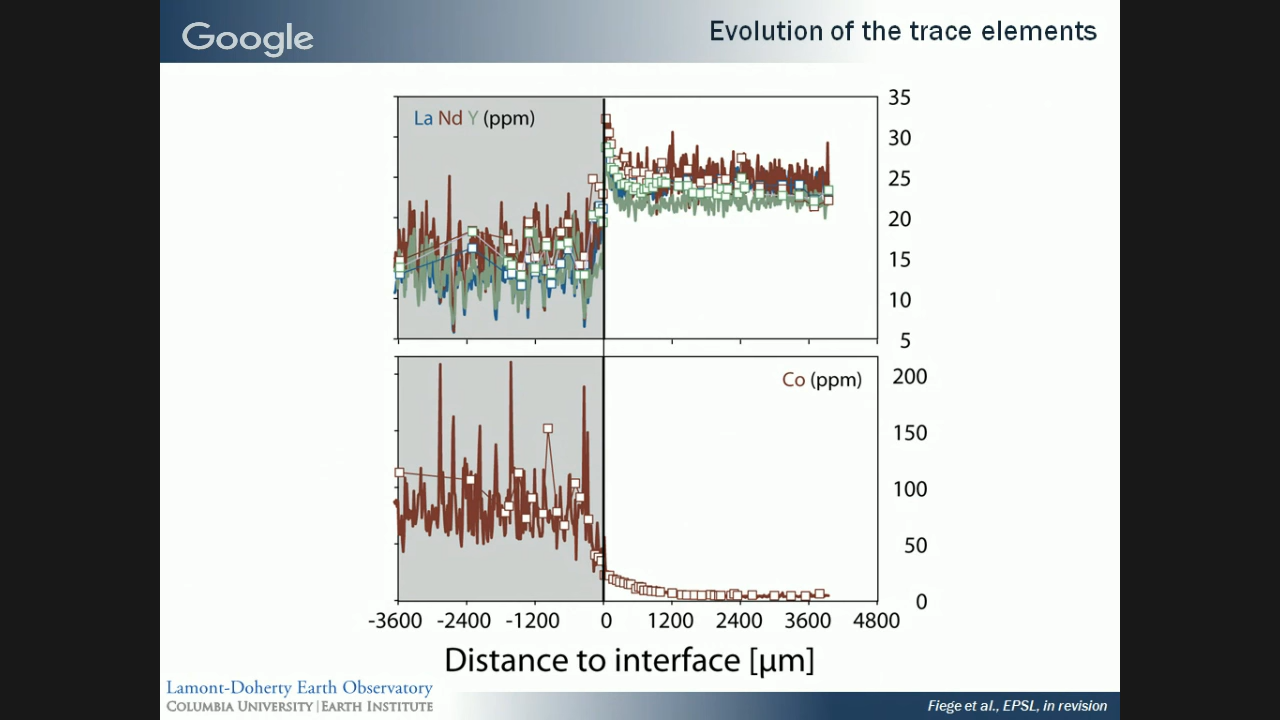 Google
Evolution of the trace elements
La Nd Y (ppm)
35
30
25
20
15
10
5
Co (ppm)
200
150
100
50
0
-3600 -2400 -1200 0 1200 2400 3600 4800
Distance to interface [µm]
Lamont-Doherty Earth Observatory
COLUMBIA UNIVERSITY | EARTH INSTITUTE
Fiege et al., EPSL, in revision